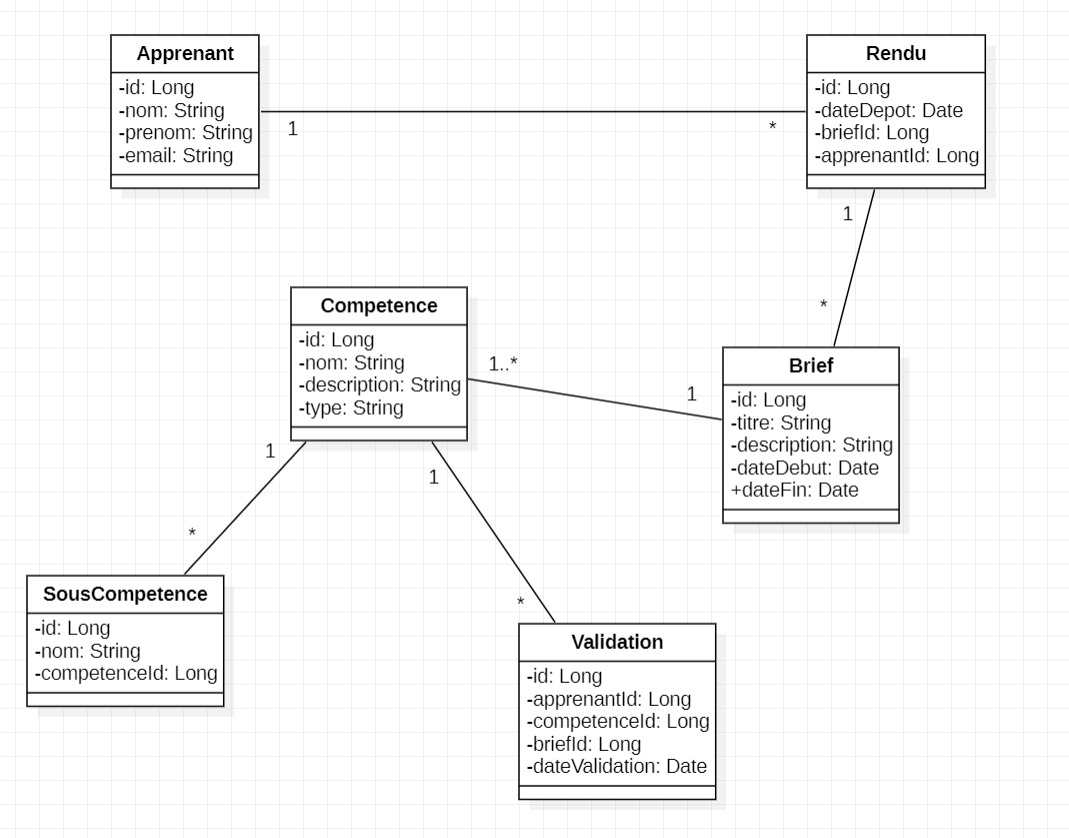 Apprenant
-id: Long
-nom: String
-prenom: String
-email: String
1
*
Rendu
-id: Long
-dateDepot: Date
-briefId: Long
-apprenantId: Long
1
*
Competence
-id: Long
-nom: String
-description: String
-type: String
1..*
1
Brief
-id: Long
-titre: String
-description: String
-dateDebut: Date
+dateFin: Date
1
*
1
*
SousCompetence
-id: Long
-nom: String
-competenceId: Long
Validation
-id: Long
-apprenantId: Long
-competenceId: Long
-briefId: Long
-dateValidation: Date